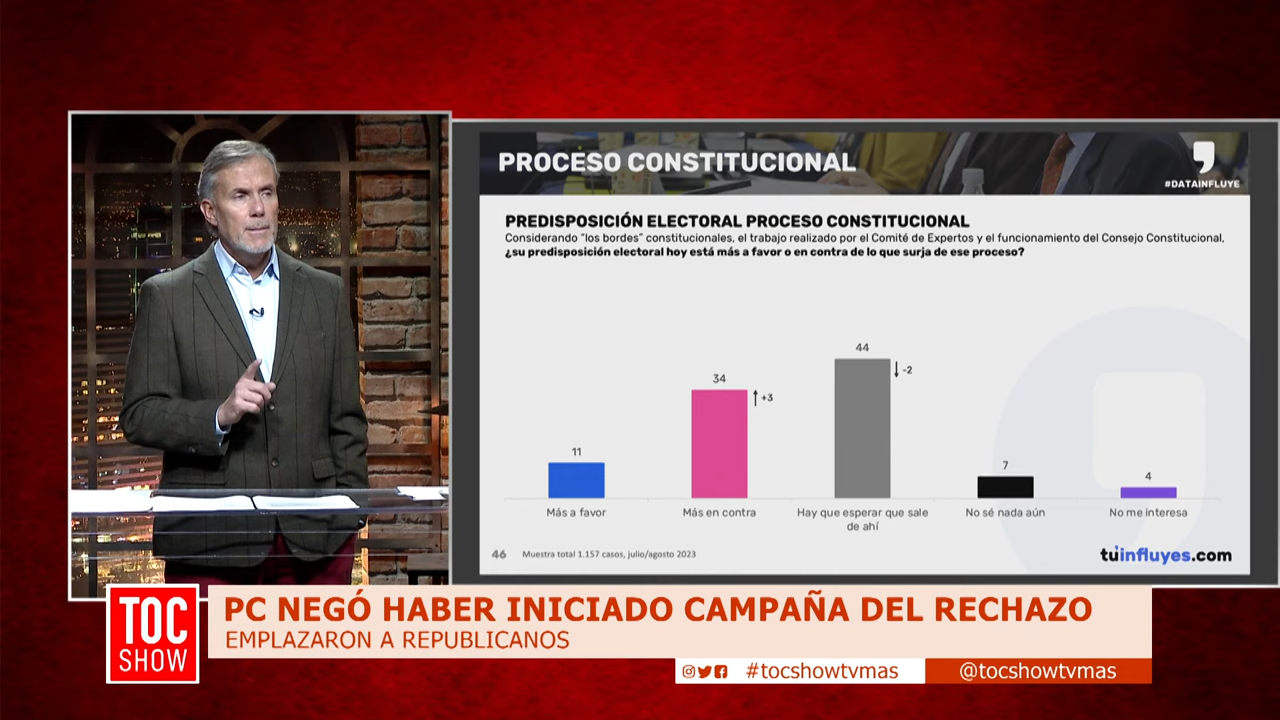 PROCESO CONSTITUCIONAL
#DATAINFLUYE
PREDISPOSICIÓN ELECTORAL PROCESO CONSTITUCIONAL
Considerando "los bordes" constitucionales, el trabajo realizado por el Comité de Expertos y el funcionamiento del Consejo Constitucional,
¿su predisposición electoral hoy está más a favor o en contra de lo que surja de ese proceso?
11
34
+3
44
-2
7
4
Más a favor
Más en contra
Hay que esperar que sale
de ahí
No sé nada aún
No me interesa
46
Muestra total 1.157 casos, julio/agosto 2023
tuinfluyes.com
TOC
SHOW
PC NEGÓ HABER INICIADO CAMPAÑA DEL RECHAZO
EMPLAZARON A REPUBLICANOS
#tocshowtvmas
@tocshowtvmas